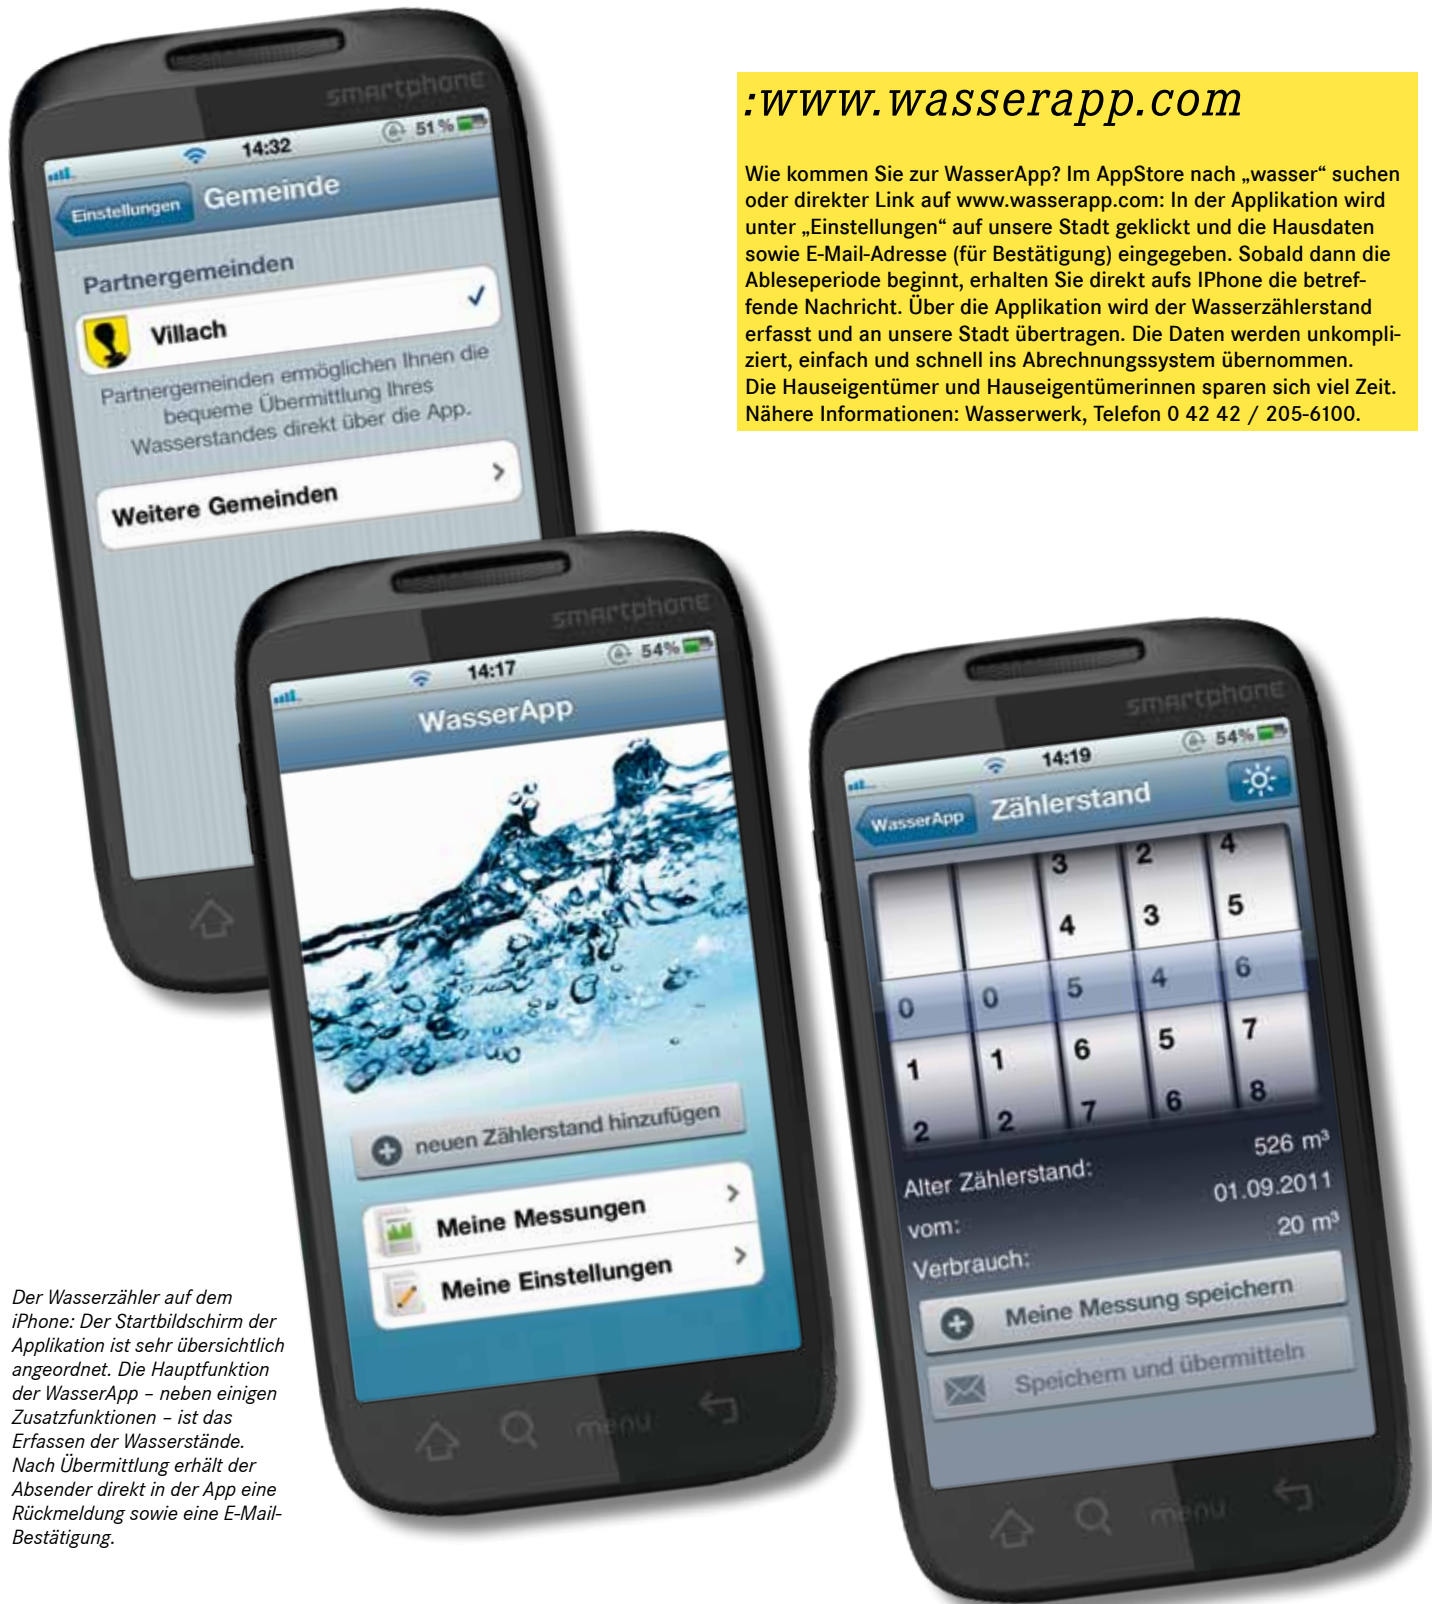 smartphone
14:32
51%
Einstellungen
Gemeinde
Partnergemeinden
Villach
Partnergemeinden ermöglichen Ihnen die
bequeme Übermittlung Ihres
Wasserstandes direkt über die App.
Weitere Gemeinden
:www.wasserapp.com
Wie kommen Sie zur WasserApp? Im AppStore nach „wasser“ suchen
oder direkter Link auf www.wasserapp.com: In der Applikation wird
unter „Einstellungen“ auf unsere Stadt geklickt und die Hausdaten
sowie E-Mail-Adresse (für Bestätigung) eingegeben. Sobald dann die
Ableseperiode beginnt, erhalten Sie direkt aufs IPhone die betref-
fende Nachricht. Über die Applikation wird der Wasserzählerstand
erfasst und an unsere Stadt übertragen. Die Daten werden unkompli-
ziert, einfach und schnell ins Abrechnungssystem übernommen.
Die Hauseigentümer und Hauseigentümerinnen sparen sich viel Zeit.
Nähere Informationen: Wasserwerk, Telefon 0 42 42 / 205-6100.
smartphone
14:17
54%
WasserApp
neuen Zählerstand hinzufügen
Meine Messungen
Meine Einstellungen
menu
smartphone
14:19
54%
WasserApp
Zählerstand
3 2 4
4 3 5
0 0 5 4 6
1 1 6 5 7
2 2 7 6 8
Alter Zählerstand: 526 m³
vom: 01.09.2011
Verbrauch: 20 m³
Meine Messung speichern
Speichern und übermitteln
menu
Der Wasserzähler auf dem
iPhone: Der Startbildschirm der
Applikation ist sehr übersichtlich
angeordnet. Die Hauptfunktion
der WasserApp – neben einigen
Zusatzfunktionen – ist das
Erfassen der Wasserstände.
Nach Übermittlung erhält der
Absender direkt in der App eine
Rückmeldung sowie eine E-Mail-
Bestätigung.